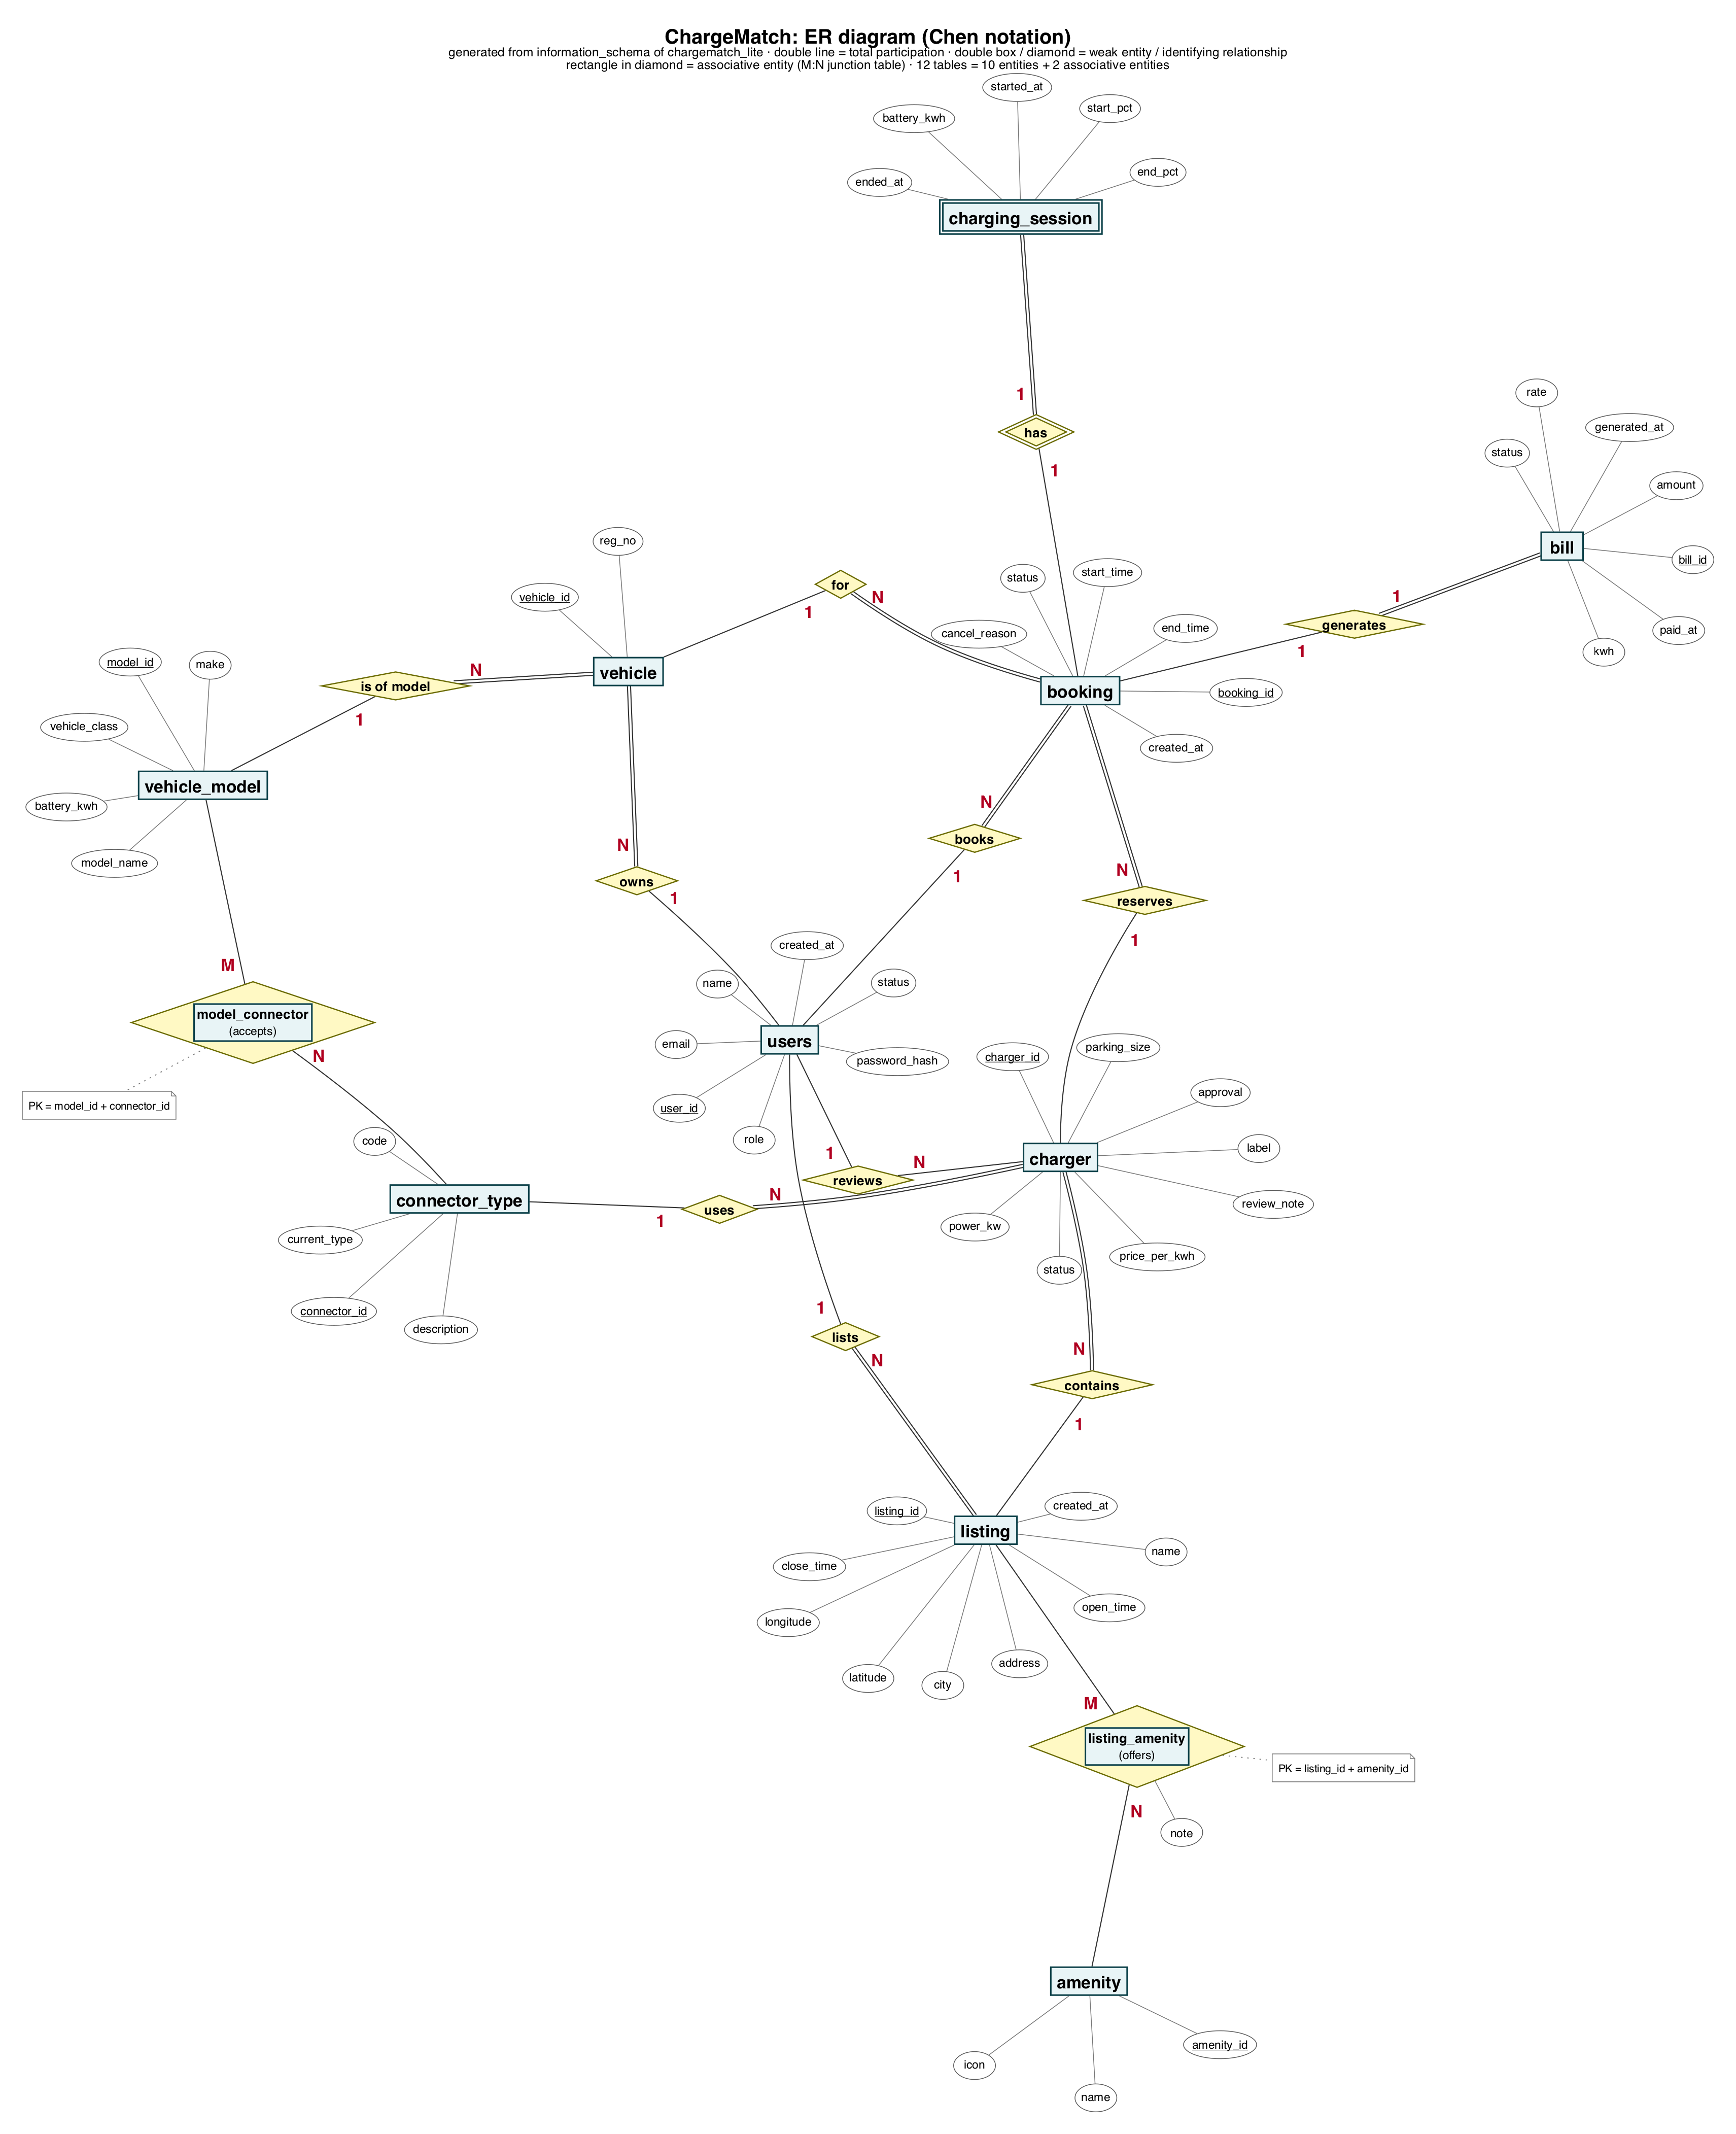 ChargeMatch: ER diagram (Chen notation)
generated from information_schema of chargematch_lite · double line = total participation · double box / diamond = weak entity / identifying relationship
rectangle in diamond = associative entity (M:N junction table) · 12 tables = 10 entities + 2 associative entities
started_at
start_pct
battery_kwh
end_pct
ended_at
charging_session
1
has
1
rate
generated_at
status
amount
bill
bill_id
1
generates
1
paid_at
kwh
reg_no
vehicle_id
for
N
1
status
start_time
cancel_reason
end_time
booking
booking_id
created_at
vehicle
N
is of model
1
model_id
make
vehicle_class
vehicle_model
battery_kwh
model_name
N
owns
1
N
books
1
N
reserves
1
M
model_connector
(accepts)
N
PK = model_id + connector_id
created_at
name
status
users
email
password_hash
user_id
role
charger_id
parking_size
approval
label
charger
review_note
power_kw
price_per_kwh
status
1
reviews
N
code
connector_type
1
uses
N
current_type
connector_id
description
1
lists
N
N
contains
1
listing_id
created_at
listing
name
close_time
open_time
longitude
address
latitude
city
M
listing_amenity
(offers)
PK = listing_id + amenity_id
N
note
amenity
amenity_id
icon
name